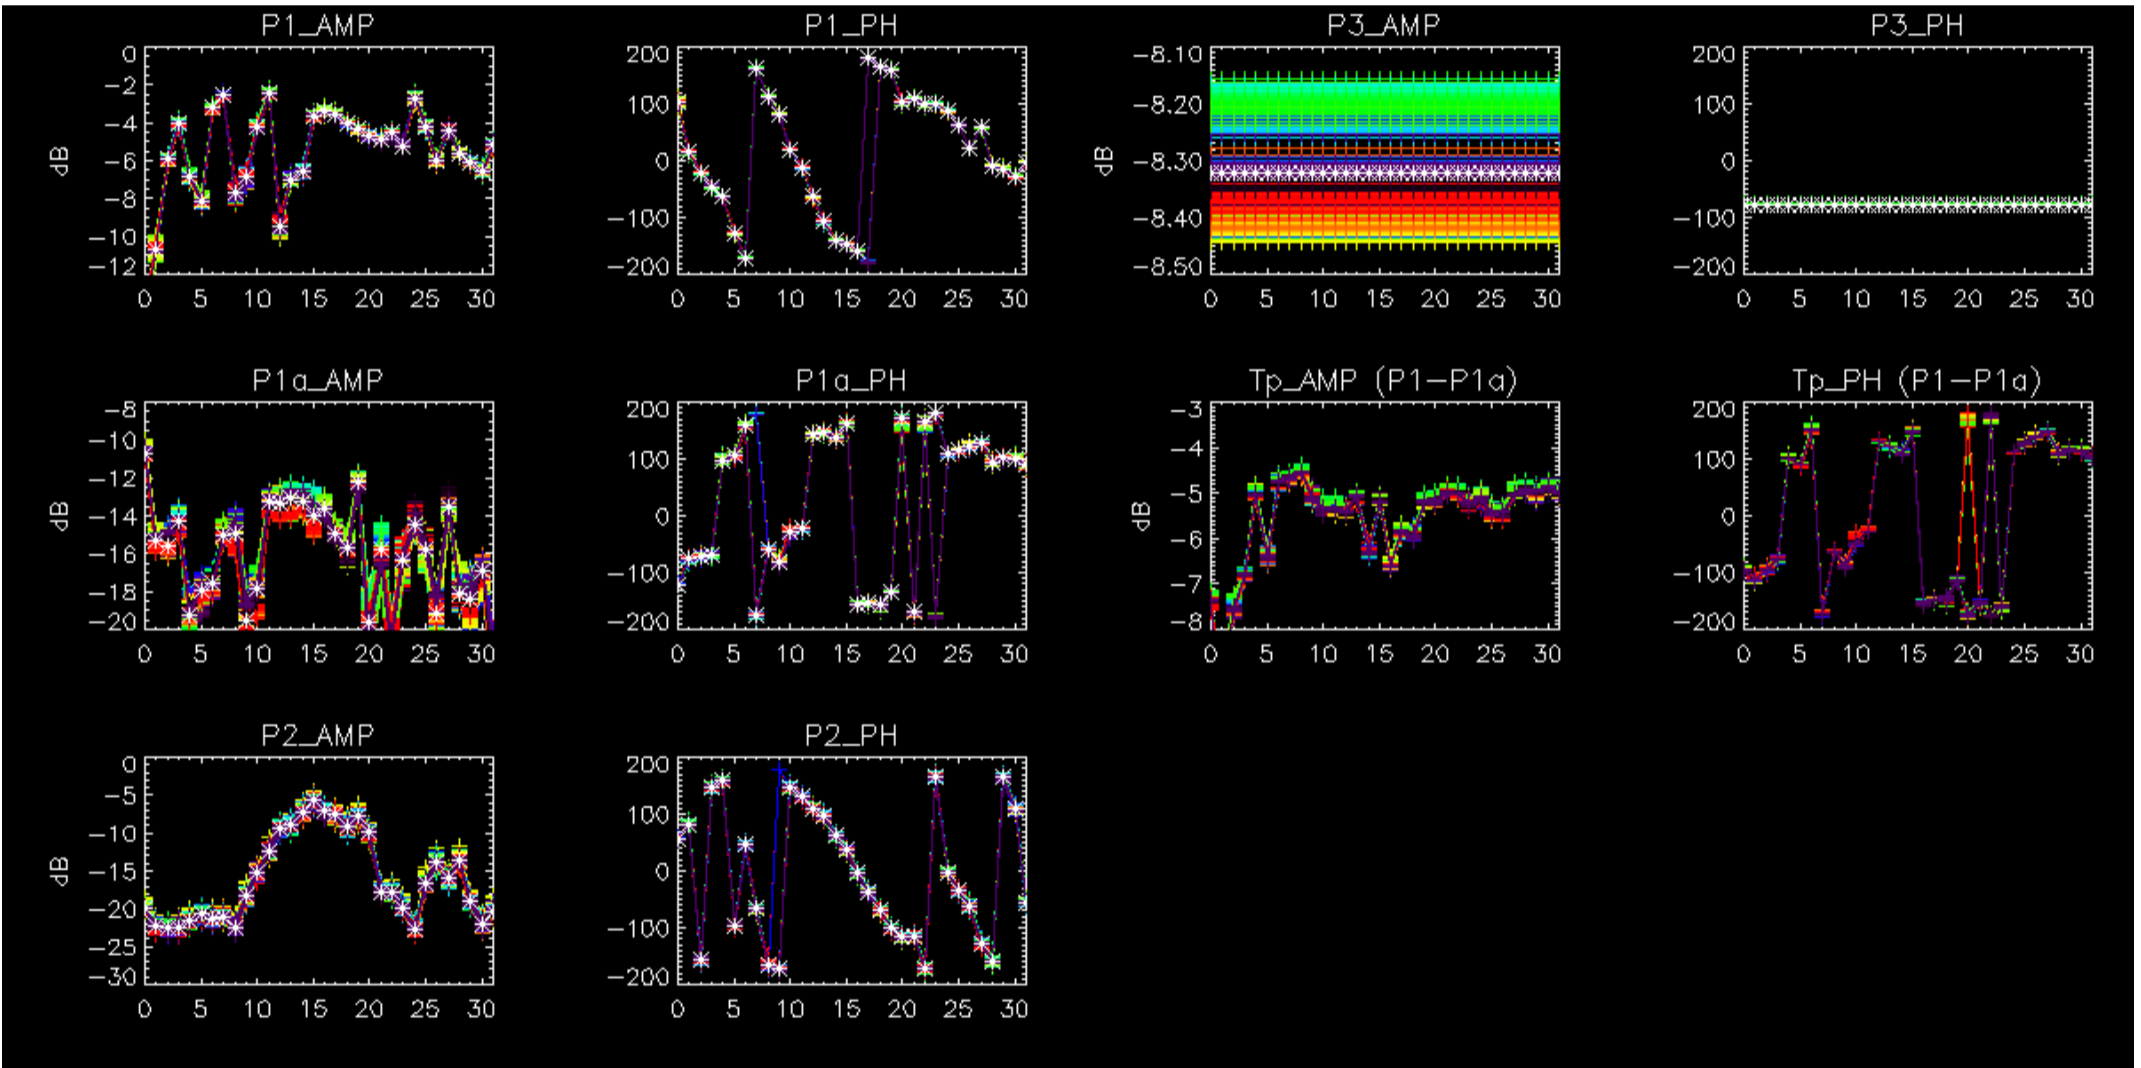 P1_AMP
0
−2
−4
−6
−8
−10
−12
dB
0 5 10 15 20 25 30
P1_PH
200
100
0
−100
−200
0 5 10 15 20 25 30
P3_AMP
−8.10
−8.20
−8.30
−8.40
−8.50
dB
0 5 10 15 20 25 30
P3_PH
200
100
0
−100
−200
0 5 10 15 20 25 30
P1a_AMP
−8
−10
−12
−14
−16
−18
−20
dB
0 5 10 15 20 25 30
P1a_PH
200
100
0
−100
−200
0 5 10 15 20 25 30
Tp_AMP (P1−P1a)
−3
−4
−5
−6
−7
−8
dB
0 5 10 15 20 25 30
Tp_PH (P1−P1a)
200
100
0
−100
−200
0 5 10 15 20 25 30
P2_AMP
0
−5
−10
−15
−20
−25
−30
dB
0 5 10 15 20 25 30
P2_PH
200
100
0
−100
−200
0 5 10 15 20 25 30